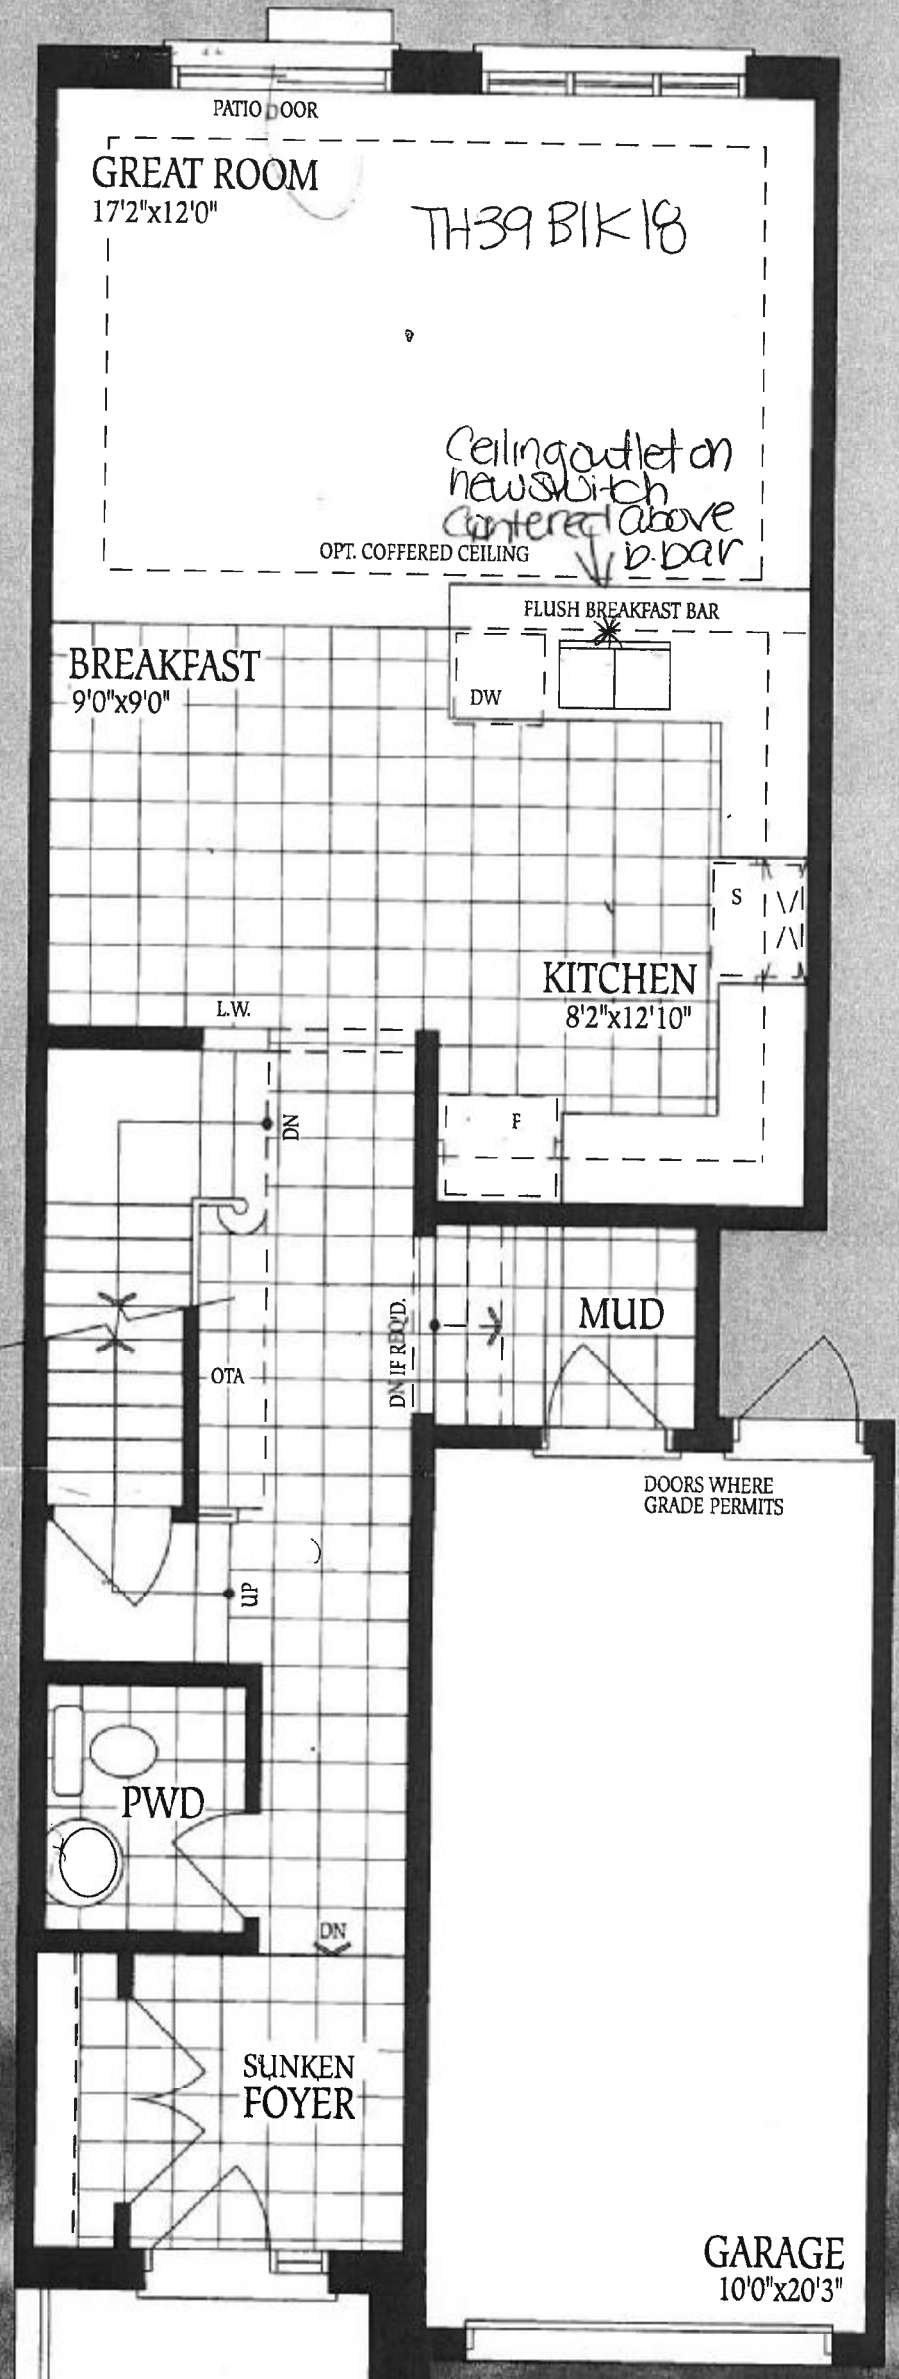 PATIO DOOR
GREAT ROOM
17'2"x12'0"
TH39 BlK 18
Ceiling outlet on
new switch
centered above
b.bar
OPT. COFFERED CEILING
FLUSH BREAKFAST BAR
BREAKFAST
9'0"x9'0"
DW
S
KITCHEN
8'2"x12'10"
L.W.
DN
F
MUD
DN IF REQ'D.
OTA
DOORS WHERE
GRADE PERMITS
UP
PWD
DN
SUNKEN
FOYER
GARAGE
10'0"x20'3"